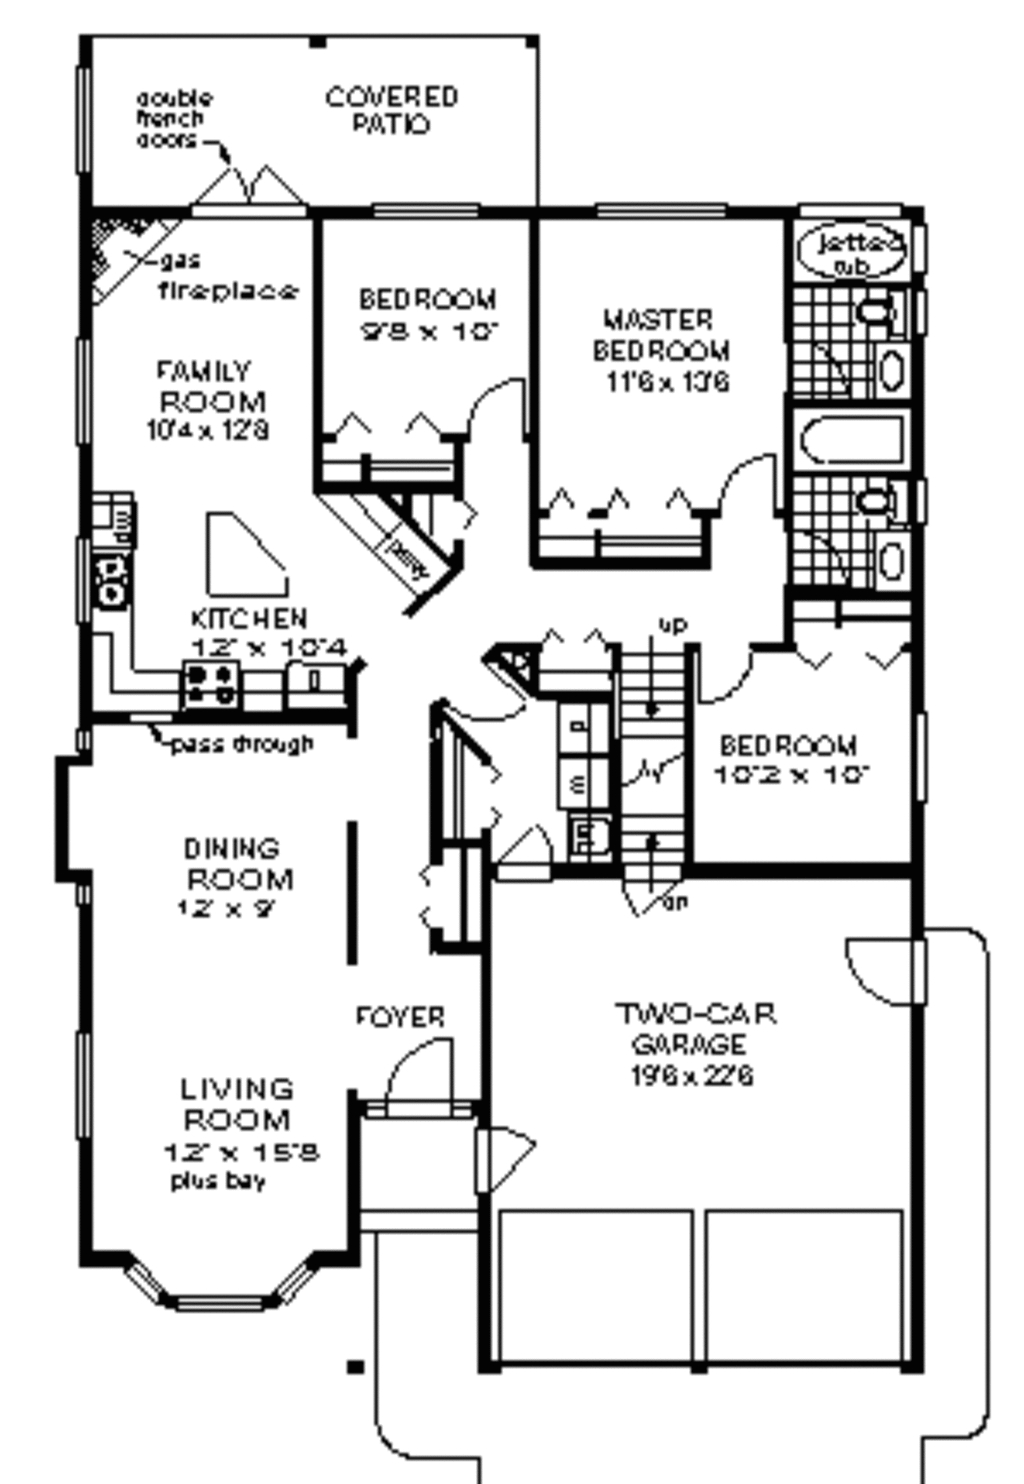 double
french
doors
COVERED
PATIO
gas
fireplace
BEDROOM
9'8 x 10'
MASTER
BEDROOM
11'6 x 13'6
jetted
tub
FAMILY
ROOM
10'4 x 12'8
pantry
KITCHEN
12' x 10'4
up
pass through
BEDROOM
10'2 x 10'
DINING
ROOM
12' x 9'
dn
FOYER
TWO-CAR
GARAGE
19'6 x 22'6
LIVING
ROOM
12' x 15'8
plus bay